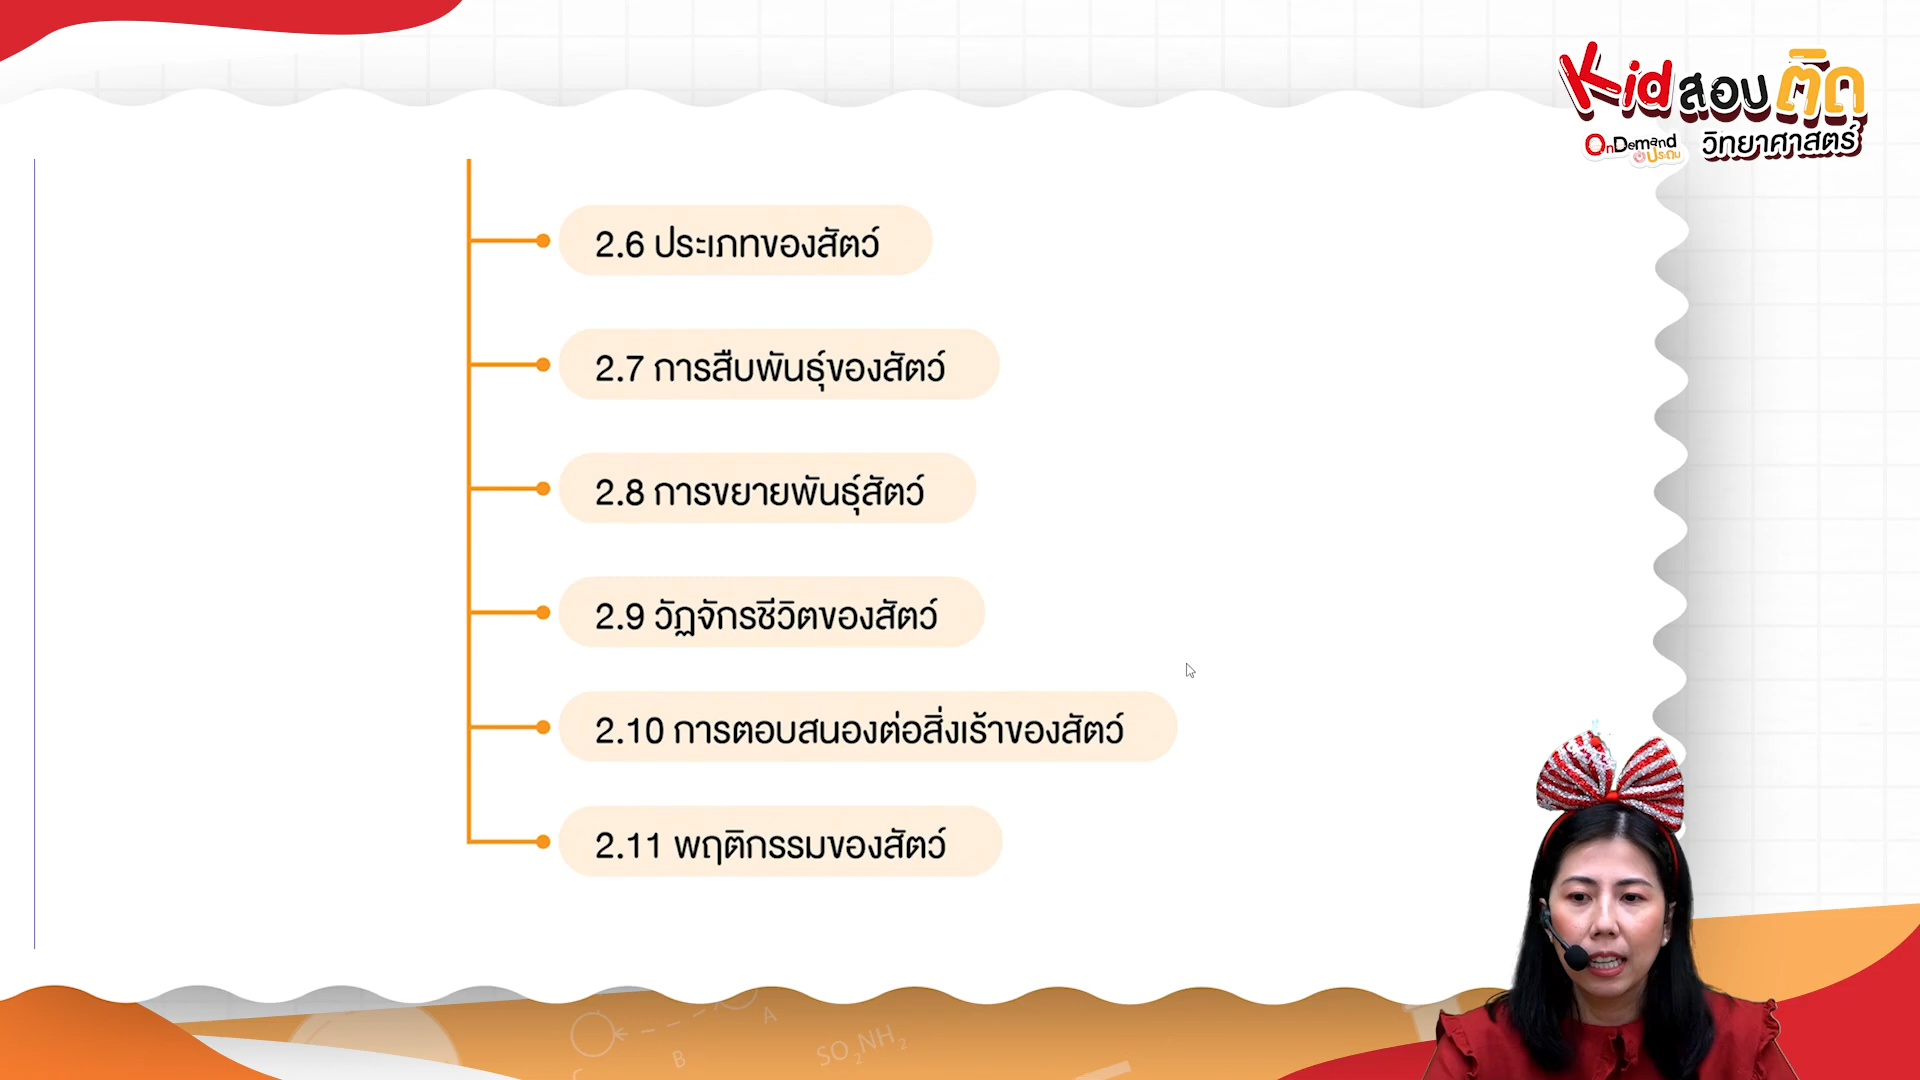 Kidสอบติด
OnDemand ประถม วิทยาศาสตร์
2.6 ประเภทของสัตว์
2.7 การสืบพันธุ์ของสัตว์
2.8 การขยายพันธุ์สัตว์
2.9 วัฏจักรชีวิตของสัตว์
2.10 การตอบสนองต่อสิ่งเร้าของสัตว์
2.11 พฤติกรรมของสัตว์
A
B
C
SO₂NH₂